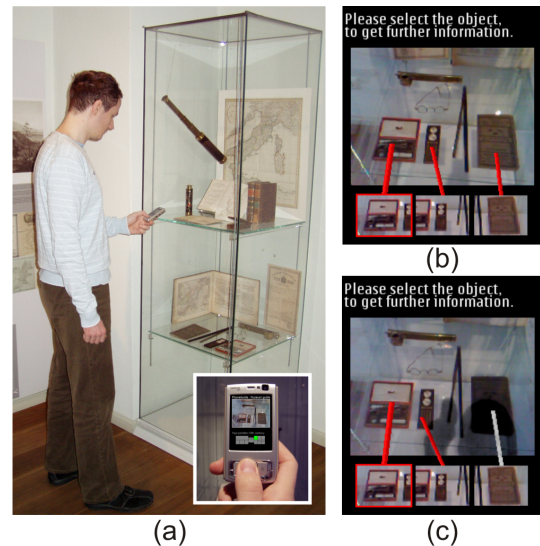 Please select the object,
to get further information.
(b)
Please select the object,
to get further information.
(a)
(c)